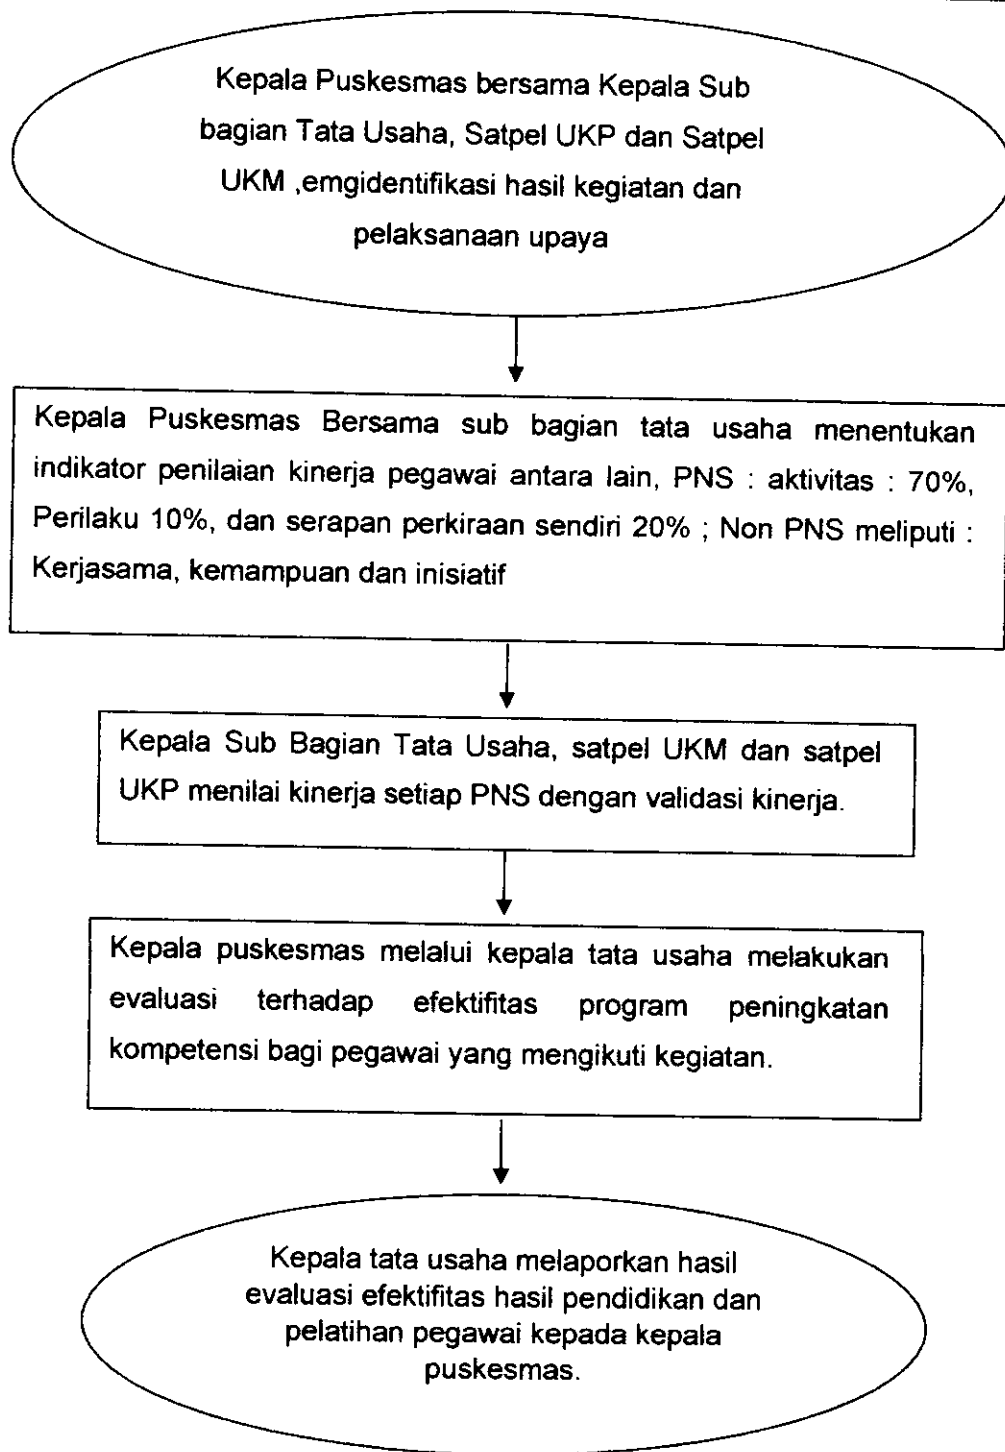 Kepala Puskesmas bersama Kepala Sub
bagian Tata Usaha, Satpel UKP dan Satpel
UKM ,emgidentifikasi hasil kegiatan dan
pelaksanaan upaya
Kepala Puskesmas Bersama sub bagian tata usaha menentukan
indikator penilaian kinerja pegawai antara lain, PNS : aktivitas : 70%,
Perilaku 10%, dan serapan perkiraan sendiri 20% ; Non PNS meliputi :
Kerjasama, kemampuan dan inisiatif
Kepala Sub Bagian Tata Usaha, satpel UKM dan satpel
UKP menilai kinerja setiap PNS dengan validasi kinerja.
Kepala puskesmas melalui kepala tata usaha melakukan
evaluasi terhadap efektifitas program peningkatan
kompetensi bagi pegawai yang mengikuti kegiatan.
Kepala tata usaha melaporkan hasil
evaluasi efektifitas hasil pendidikan dan
pelatihan pegawai kepada kepala
puskesmas.